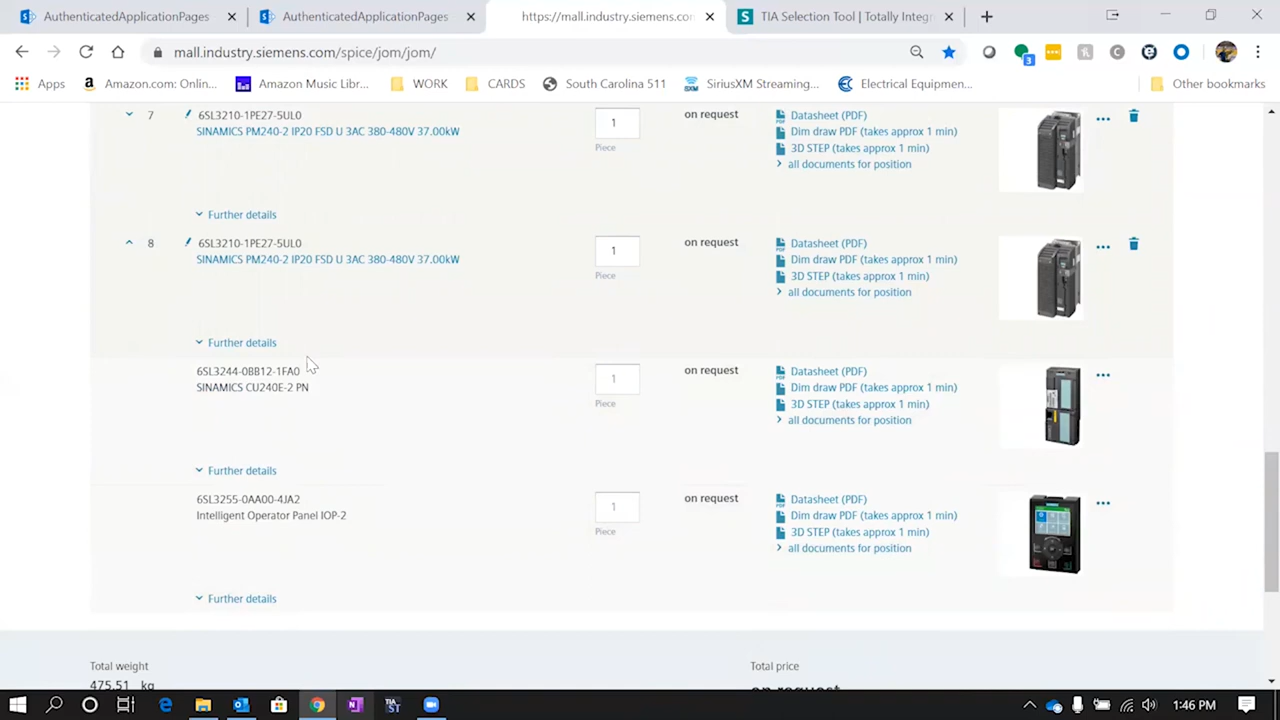 AuthenticatedApplicationPages
AuthenticatedApplicationPages
https://mall.industry.siemens.co
TIA Selection Tool | Totally Integ
mall.industry.siemens.com/spice/jom/jom/
3
Apps
Amazon.com: Onlin...
Amazon Music Libr...
WORK
CARDS
South Carolina 511
SiriusXM Streaming...
Electrical Equipmen...
Other bookmarks
7
6SL3210-1PE27-5UL0
SINAMICS PM240-2 IP20 FSD U 3AC 380-480V 37.00kW
1
Piece
on request
Datasheet (PDF)
Dim draw PDF (takes approx 1 min)
3D STEP (takes approx 1 min)
all documents for position
Further details
8
6SL3210-1PE27-5UL0
SINAMICS PM240-2 IP20 FSD U 3AC 380-480V 37.00kW
1
Piece
on request
Datasheet (PDF)
Dim draw PDF (takes approx 1 min)
3D STEP (takes approx 1 min)
all documents for position
Further details
6SL3244-0BB12-1FA0
SINAMICS CU240E-2 PN
1
Piece
on request
Datasheet (PDF)
Dim draw PDF (takes approx 1 min)
3D STEP (takes approx 1 min)
all documents for position
Further details
6SL3255-0AA00-4JA2
Intelligent Operator Panel IOP-2
1
Piece
on request
Datasheet (PDF)
Dim draw PDF (takes approx 1 min)
3D STEP (takes approx 1 min)
all documents for position
Further details
Total weight
475.51 kg
Total price
on request
1:46 PM